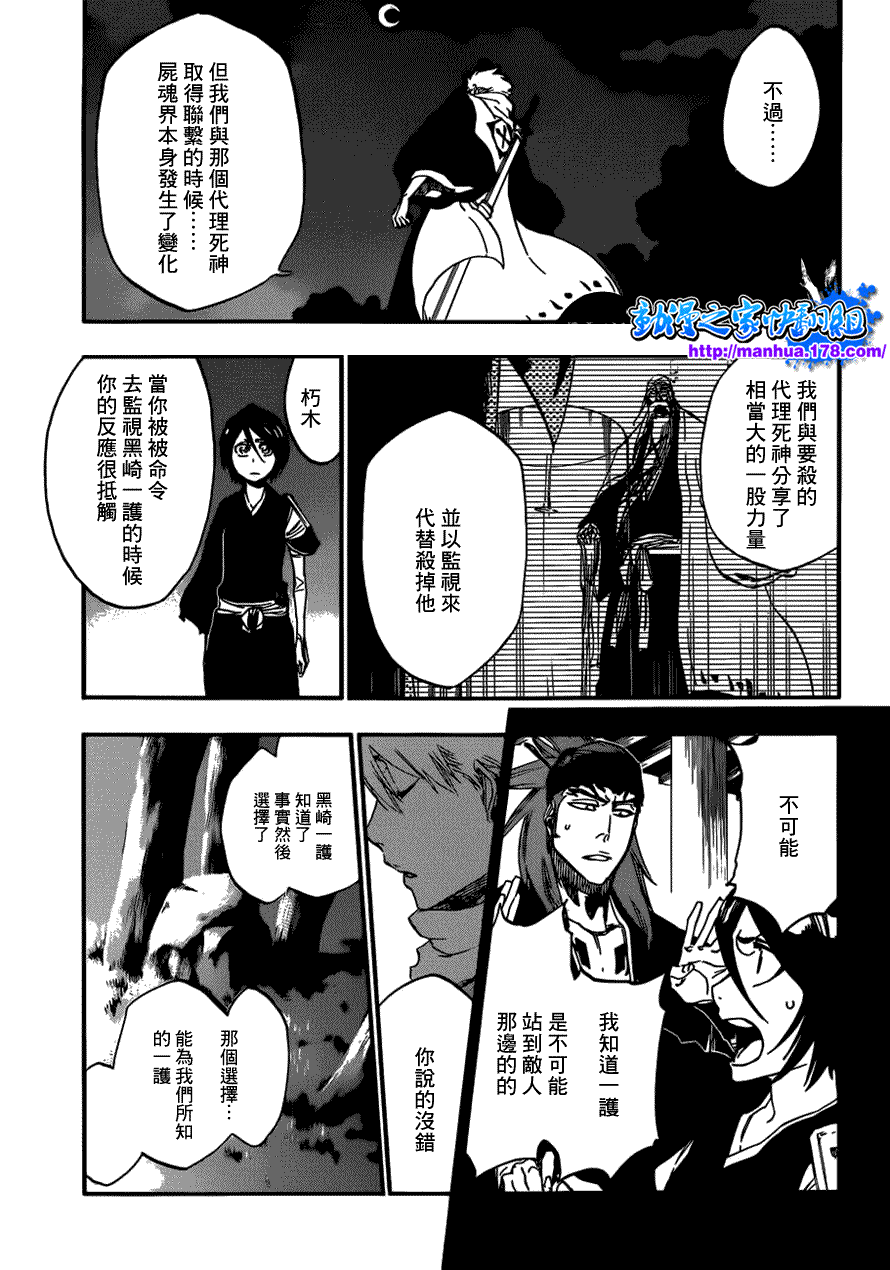 不過……
但我們與那個代理死神
取得聯繫的時候……
屍魂界本身發生了變化
動漫之家快翻組
http://manhua.178.com/
我們與要殺的
代理死神分享了
相當大的一股力量
並以監視來
代替殺掉他
朽木
當你被被命令
去監視黑崎一護的時候
你的反應很抵觸
不可能
我知道一護
是不可能
站到敵人
那邊的的
你說的沒錯
黑崎一護
知道了
事實然後
選擇了
那個選擇…
能為我們所知
的一護